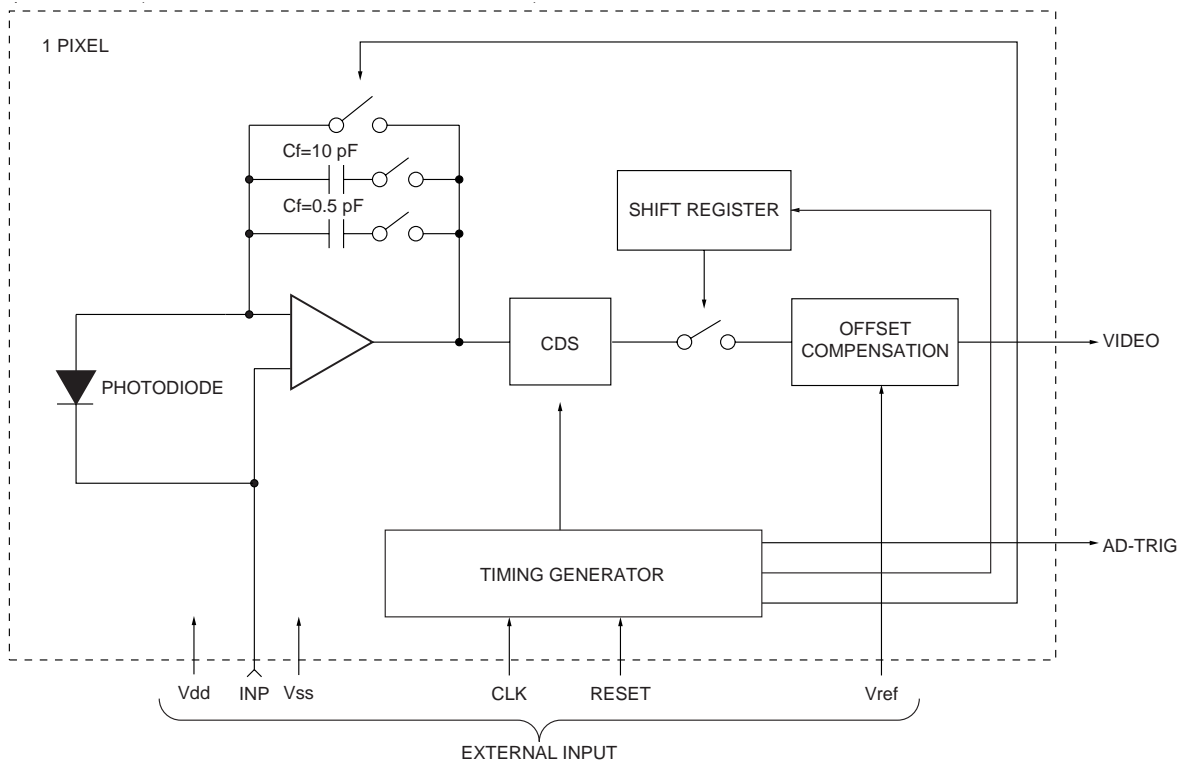 1 PIXEL
Cf=10 pF
Cf=0.5 pF
SHIFT REGISTER
PHOTODIODE
CDS
OFFSET
COMPENSATION
VIDEO
TIMING GENERATOR
AD-TRIG
Vdd INP Vss CLK RESET Vref
EXTERNAL INPUT